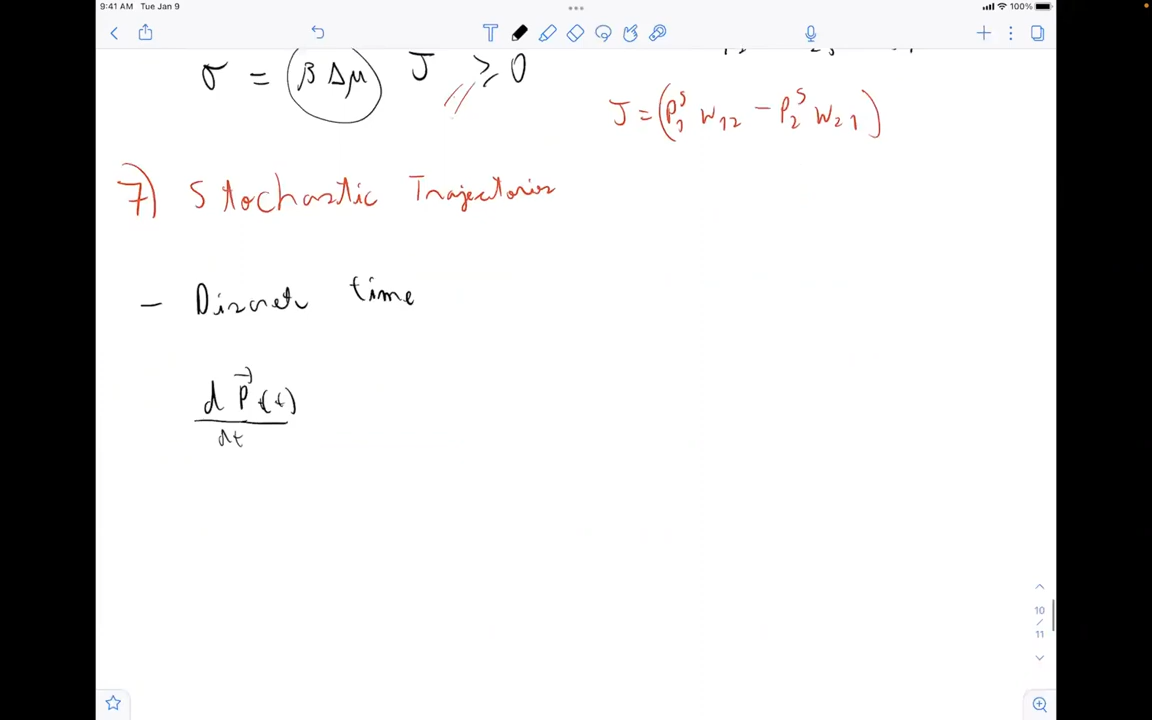 9:41 AM Tue Jan 9
100%
σ = β Δμ J ≥ 0
J = (P₁ˢ W₁₂ − P₂ˢ W₂₁)
7) Stochastic Trajectories
— Discrete time
d P⃗(t)
dt
10
/
11